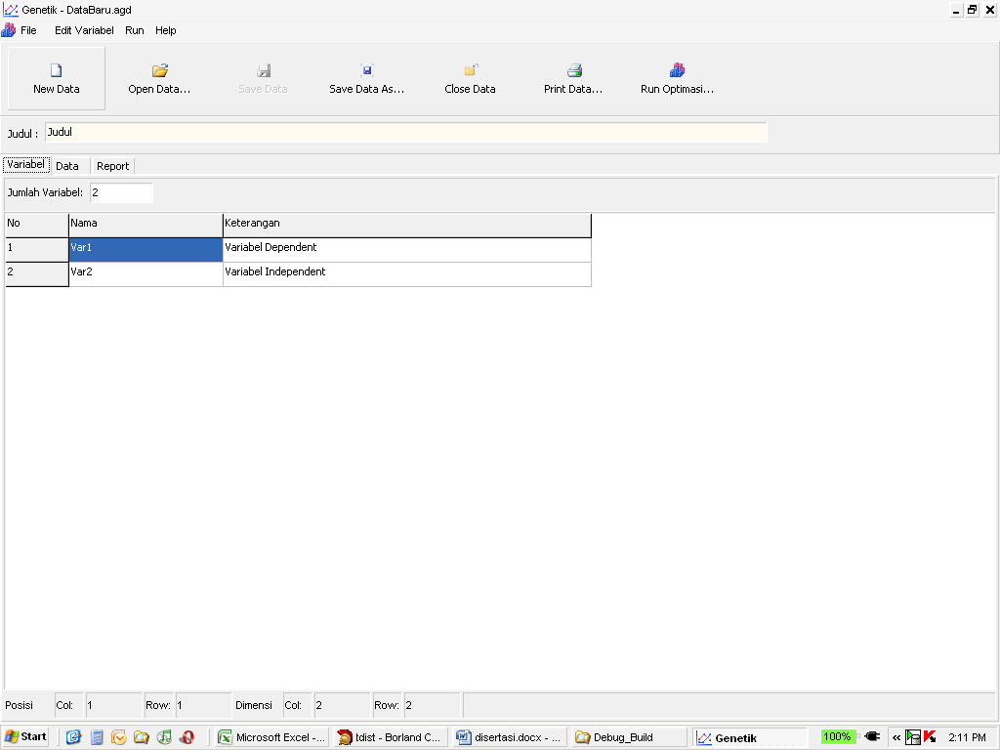 Genetik - DataBaru.agd
File Edit Variabel Run Help
New Data Open Data... Save Data Save Data As... Close Data Print Data... Run Optimasi...
Judul : Judul
Variabel Data Report
Jumlah Variabel: 2
No Nama Keterangan
1 Var1 Variabel Dependent
2 Var2 Variabel Independent
Posisi Col: 1 Row: 1 Dimensi Col: 2 Row: 2
Start Microsoft Excel -... tdist - Borland C... disertasi.docx - ... Debug_Build Genetik 100% « 2:11 PM